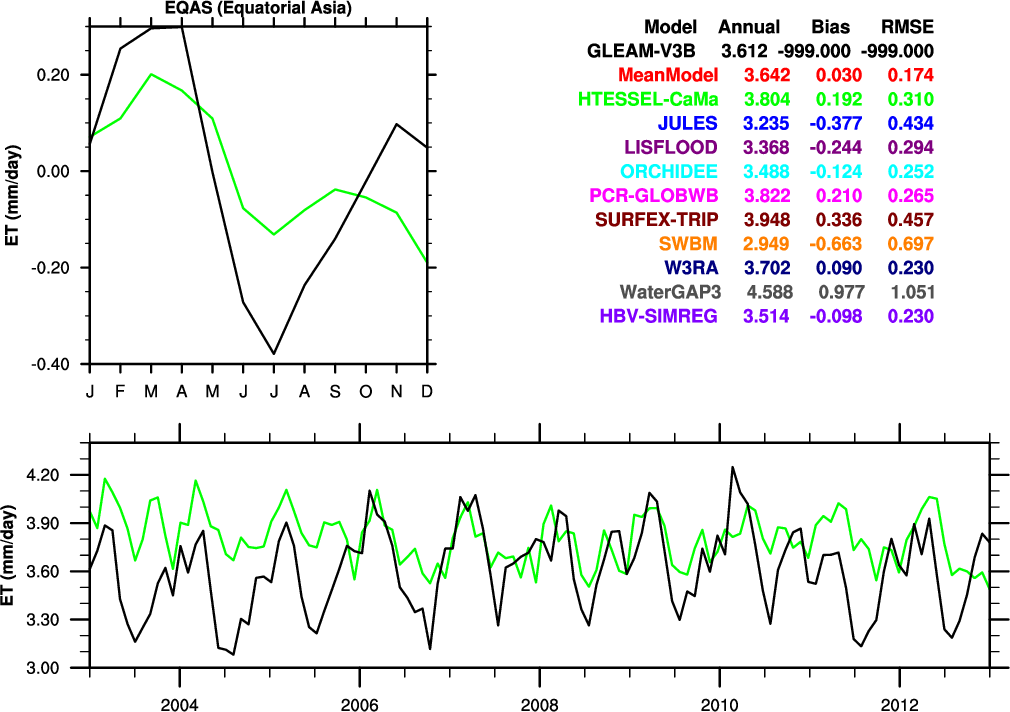 EQAS (Equatorial Asia)
Model Annual Bias RMSE
GLEAM-V3B 3.612 -999.000 -999.000
MeanModel 3.642 0.030 0.174
HTESSEL-CaMa 3.804 0.192 0.310
JULES 3.235 -0.377 0.434
LISFLOOD 3.368 -0.244 0.294
ORCHIDEE 3.488 -0.124 0.252
PCR-GLOBWB 3.822 0.210 0.265
SURFEX-TRIP 3.948 0.336 0.457
SWBM 2.949 -0.663 0.697
W3RA 3.702 0.090 0.230
WaterGAP3 4.588 0.977 1.051
HBV-SIMREG 3.514 -0.098 0.230
ET (mm/day)
0.20
0.00
-0.20
-0.40
J F M A M J J A S O N D
ET (mm/day)
4.20
3.90
3.60
3.30
3.00
2004 2006 2008 2010 2012